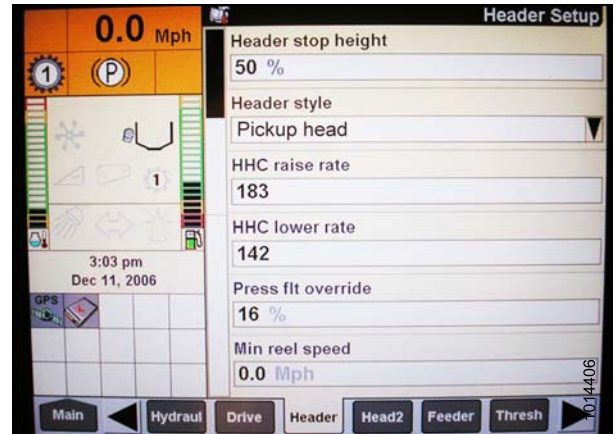 0.0 Mph
Header Setup
1
(P)
Header stop height
50 %
Header style
Pickup head
HHC raise rate
183
1
HHC lower rate
142
3:03 pm
Dec 11, 2006
Press flt override
16 %
GPS
Min reel speed
0.0 Mph
1014406
Main
Hydraul
Drive
Header
Head2
Feeder
Thresh